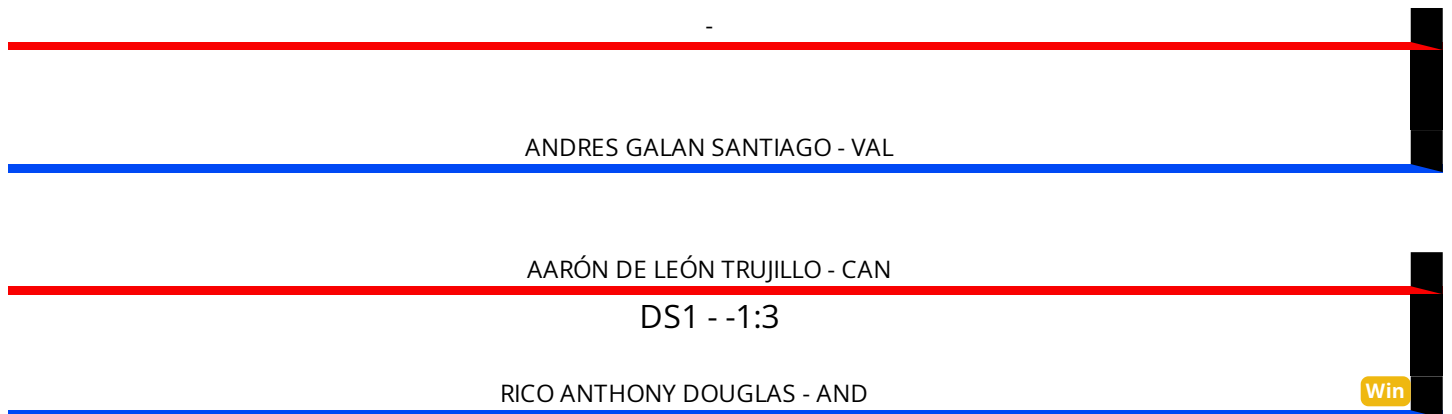 -
ANDRES GALAN SANTIAGO - VAL
AARÓN DE LEÓN TRUJILLO - CAN
DS1 - -1:3
RICO ANTHONY DOUGLAS - AND
Win